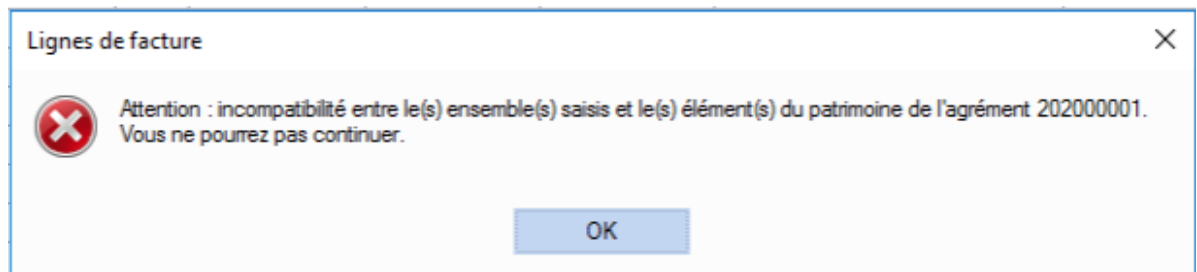 Lignes de facture
Attention : incompatibilité entre le(s) ensemble(s) saisis et le(s) élément(s) du patrimoine de l'agrément 202000001.
Vous ne pourrez pas continuer.
OK